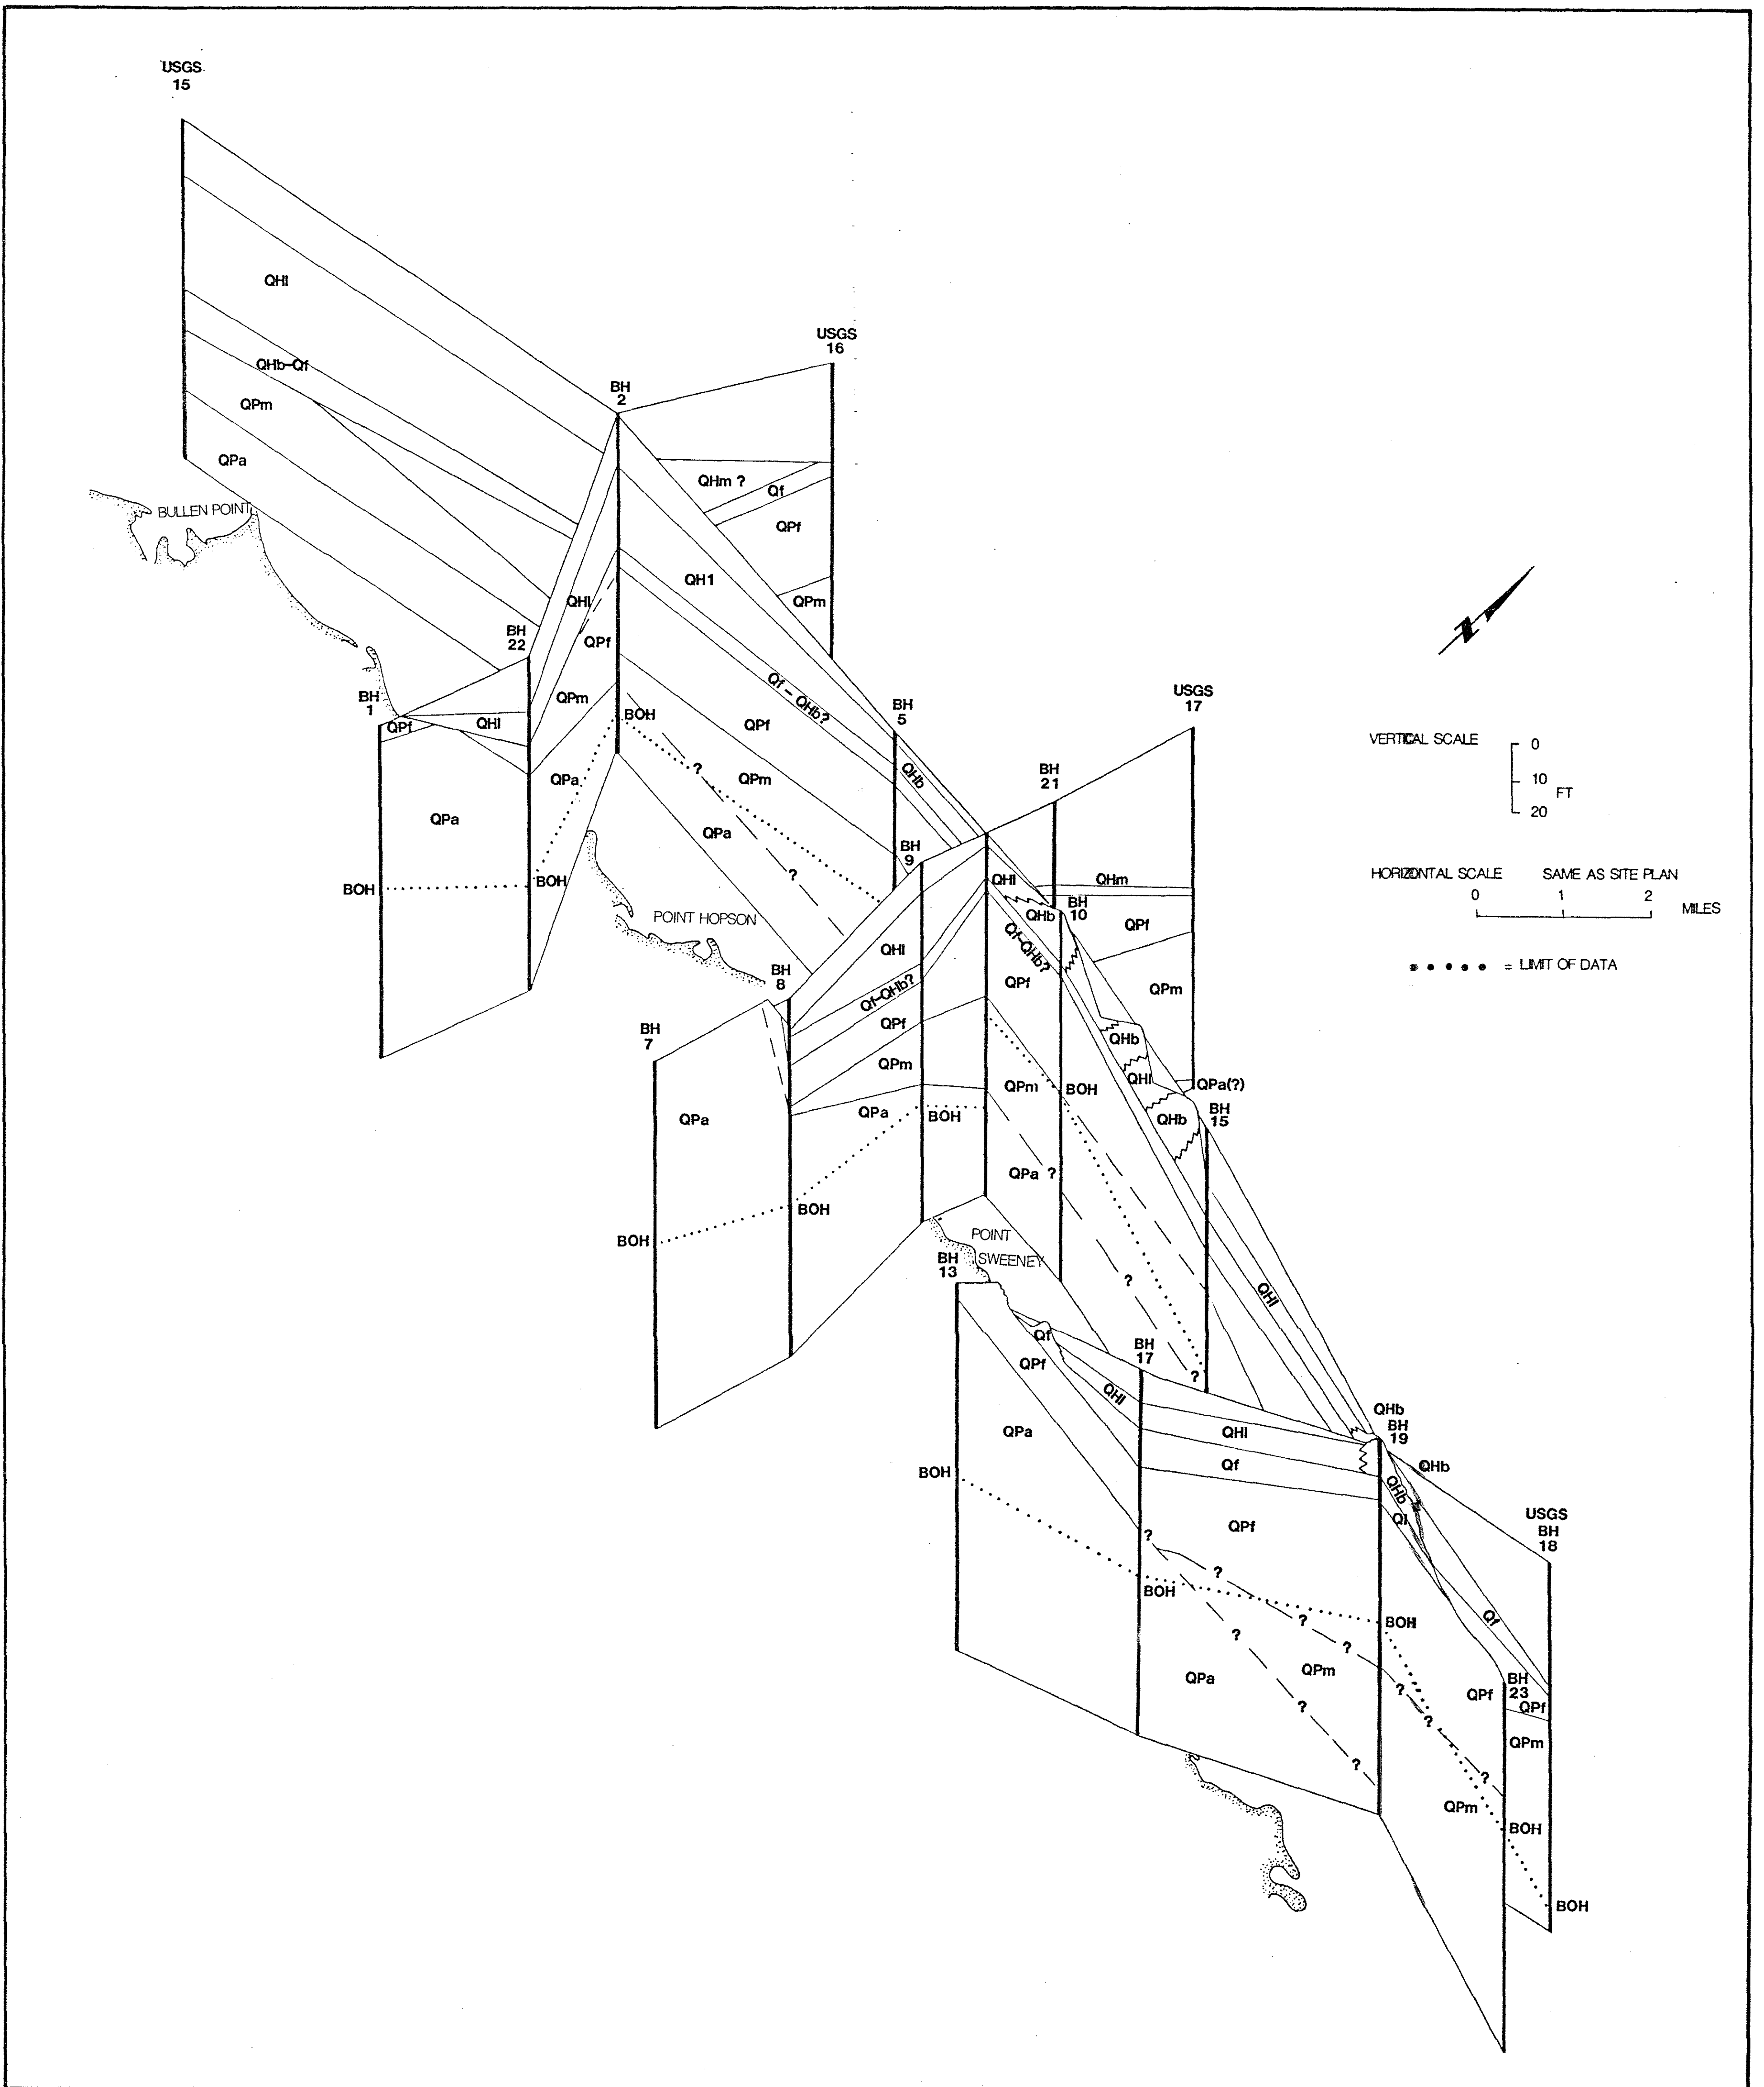 USGS
15
QHl
QHb-Qf
QPm
QPa
BULLEN POINT
USGS
16
BH
2
QHm ?
Qf
QPf
QPm
QH1
QHl
QPf
BH
22
BH
1
QPf
QHl
QPm
QPa
BOH
QPa
BOH
BOH
Qf - QHb?
QPf
?
QPm
QPa
?
BH
5
QHb
USGS
17
BH
21
VERTICAL SCALE
0
10
20
FT
HORIZONTAL SCALE SAME AS SITE PLAN
0 1 2
MILES
= LIMIT OF DATA
BH
9
QHl
QHm
BH
10
QHb
QPf
Qf-QHb?
QPf
QPm
POINT HOPSON
BH
8
QHl
Qf-QHb?
QPf
QPm
BH
7
QPa
QPa
BOH
BOH
BOH
QPm
BOH
QPa ?
QHb
QHl
QPa(?)
QHb
BH
15
?
?
QHl
POINT
SWEENEY
BH
13
Qf
QPf
BH
17
QHl
QPa
QHl
Qf
BOH
QPf
?
?
BOH
?
?
?
QPa
QPm
?
?
QHb
BH
19
QHb
QHb
Ql
BOH
USGS
BH
18
Qf
QPf
BH
23
QPf
QPm
?
?
?
QPm
BOH
BOH